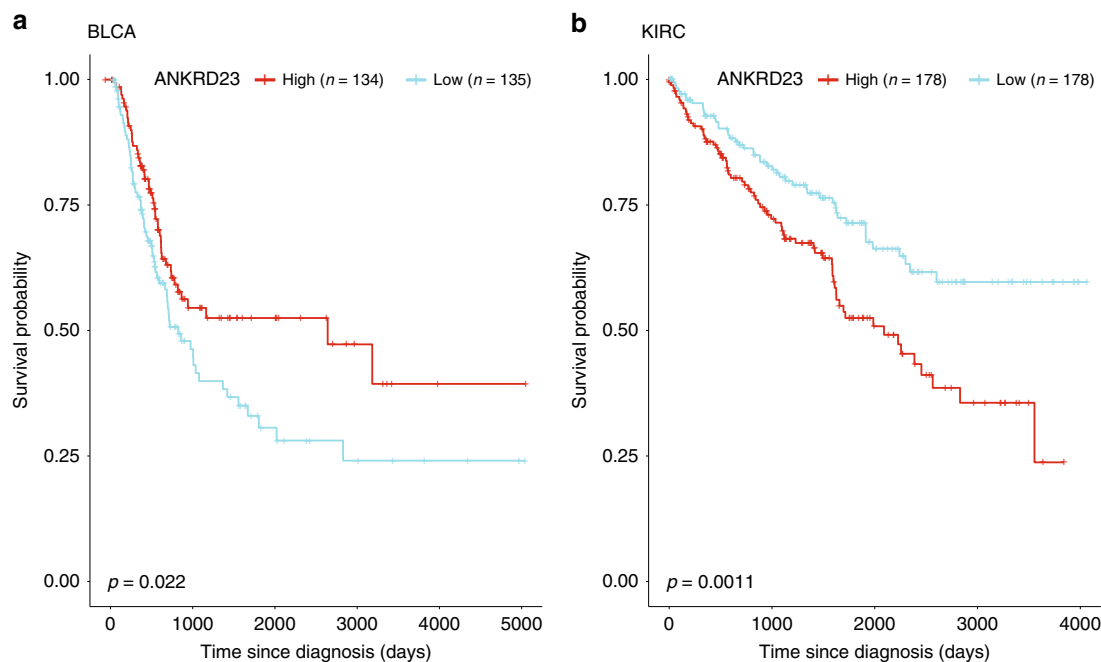 a
BLCA
ANKRD23 High (n = 134) Low (n = 135)
Survival probability
1.00
0.75
0.50
0.25
0.00
p = 0.022
0 1000 2000 3000 4000 5000
Time since diagnosis (days)
b
KIRC
ANKRD23 High (n = 178) Low (n = 178)
Survival probability
1.00
0.75
0.50
0.25
0.00
p = 0.0011
0 1000 2000 3000 4000
Time since diagnosis (days)